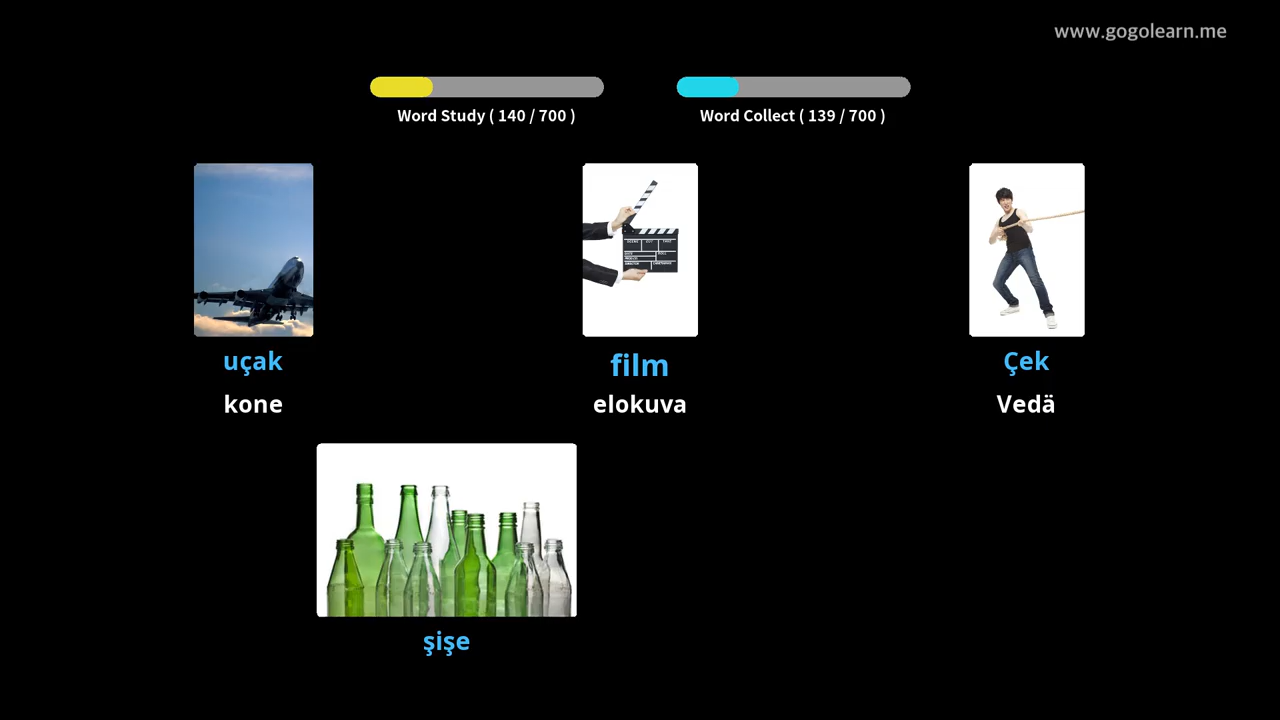 www.gogolearn.me
Word Study ( 140 / 700 )
Word Collect ( 139 / 700 )
uçak
film
Çek
kone
elokuva
Vedä
şişe